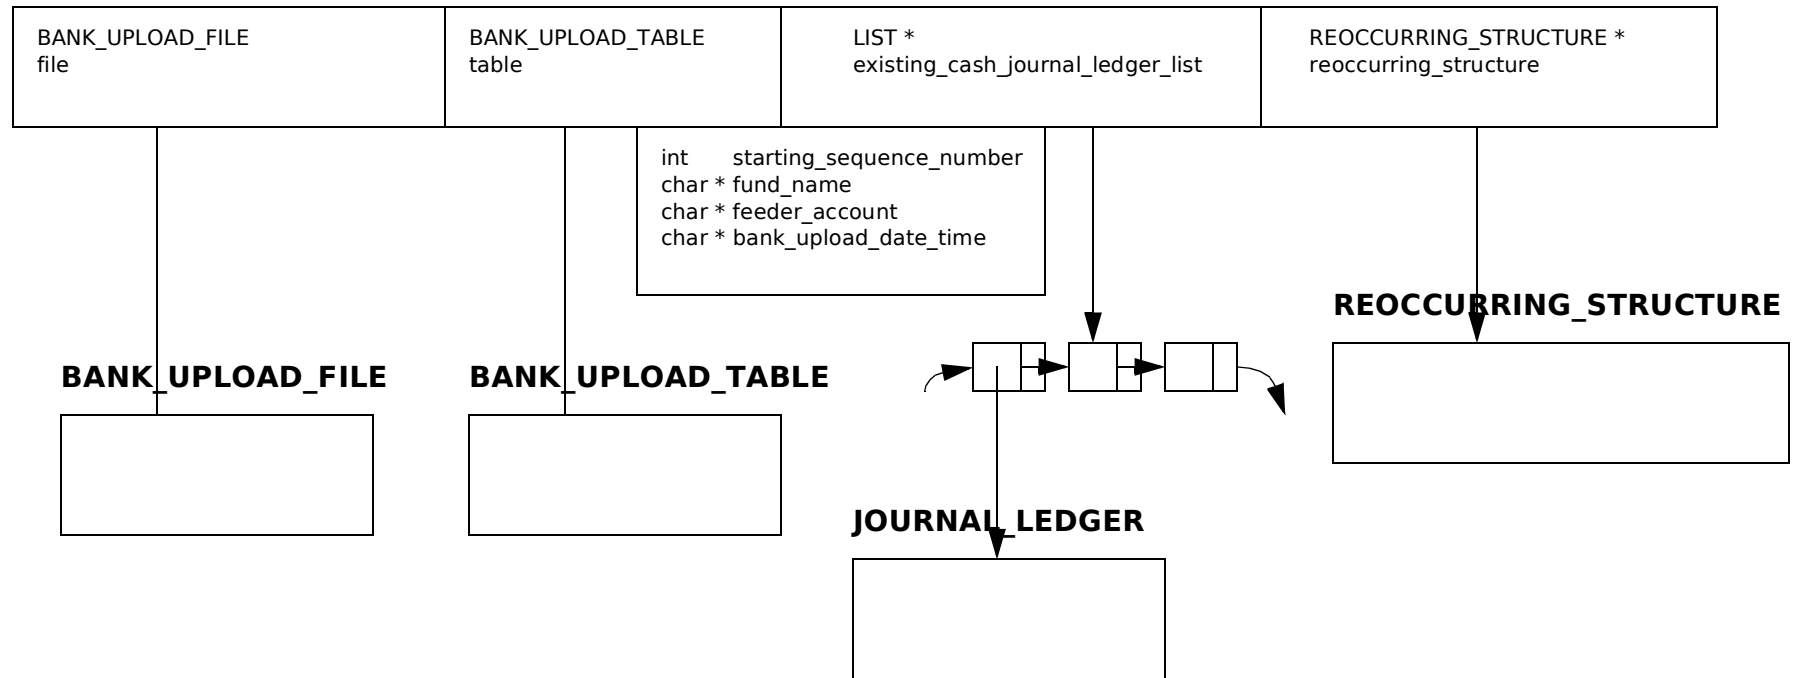 BANK_UPLOAD_FILE
file
BANK_UPLOAD_TABLE
table
LIST *
existing_cash_journal_ledger_list
REOCCURRING_STRUCTURE *
reoccurring_structure
int starting_sequence_number
char * fund_name
char * feeder_account
char * bank_upload_date_time
REOCCURRING_STRUCTURE
BANK_UPLOAD_FILE
BANK_UPLOAD_TABLE
JOURNAL_LEDGER